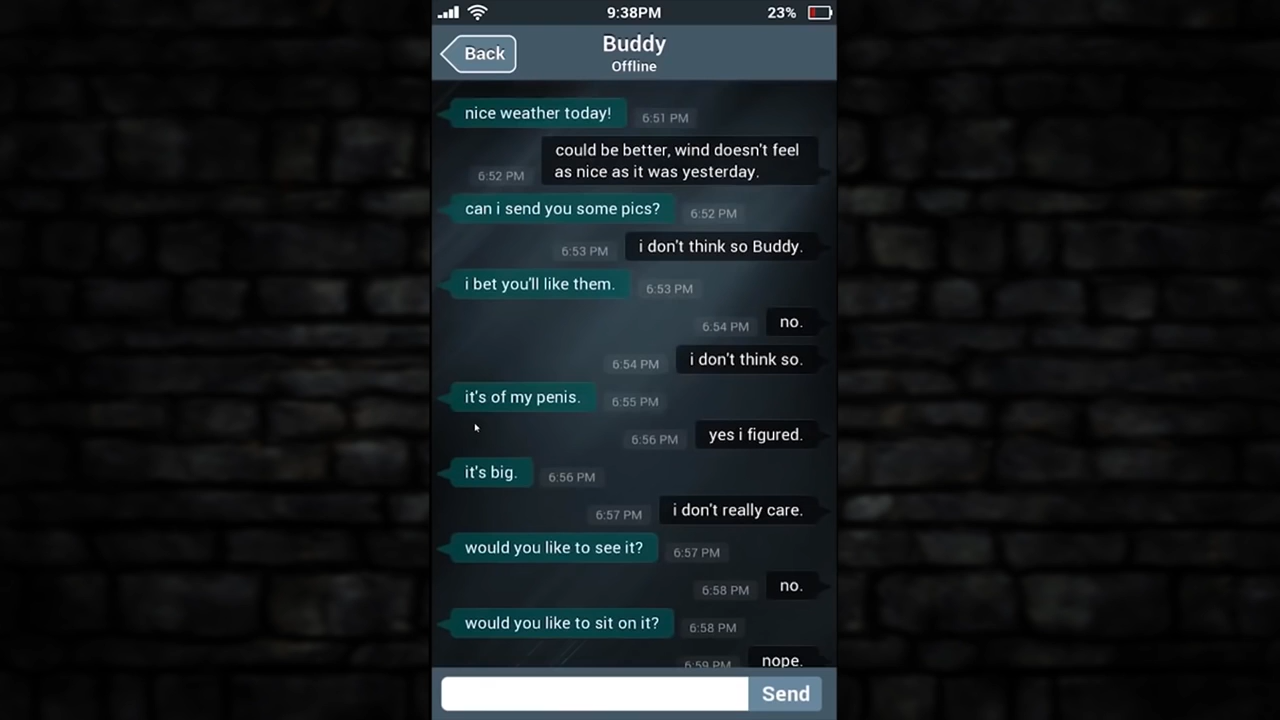 9:38PM 23%
Back
Buddy
Offline
nice weather today! 6:51 PM
could be better, wind doesn't feel
as nice as it was yesterday.
6:52 PM
can i send you some pics? 6:52 PM
6:53 PM i don't think so Buddy.
i bet you'll like them. 6:53 PM
6:54 PM no.
6:54 PM i don't think so.
it's of my penis. 6:55 PM
6:56 PM yes i figured.
it's big. 6:56 PM
6:57 PM i don't really care.
would you like to see it? 6:57 PM
6:58 PM no.
would you like to sit on it? 6:58 PM
6:59 PM nope.
Send